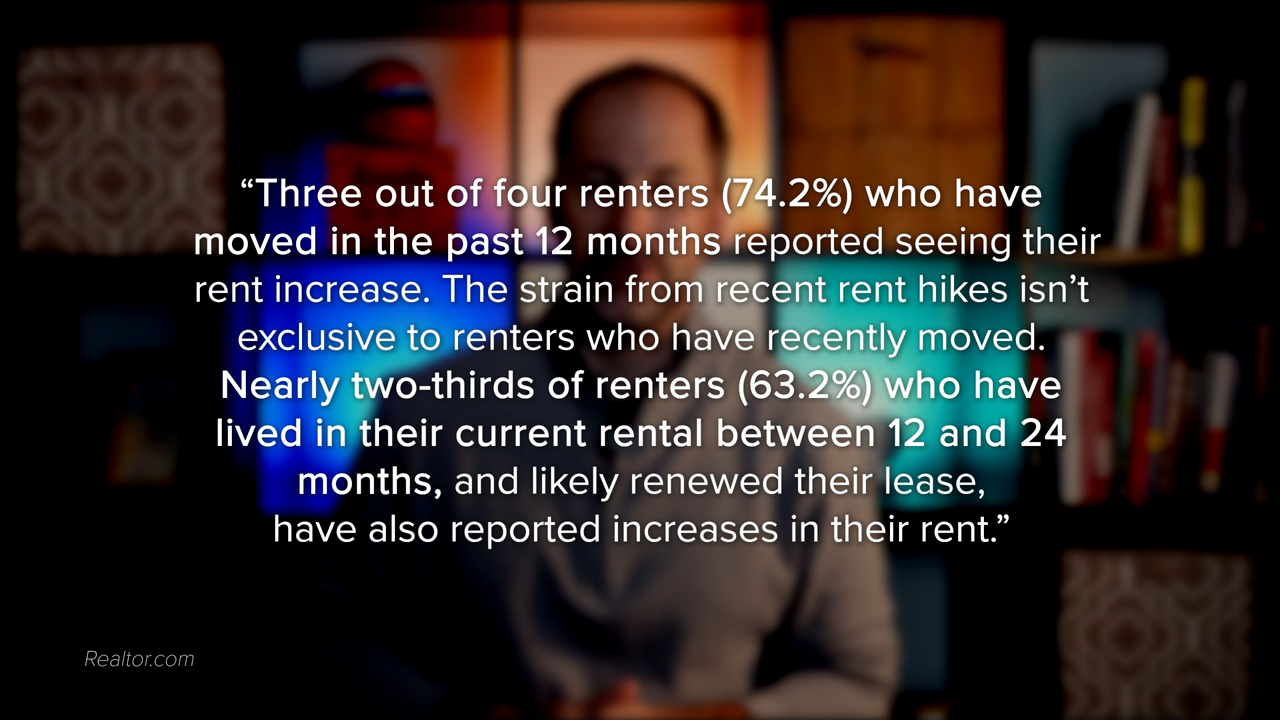 “Three out of four renters (74.2%) who have
moved in the past 12 months reported seeing their
rent increase. The strain from recent rent hikes isn’t
exclusive to renters who have recently moved.
Nearly two-thirds of renters (63.2%) who have
lived in their current rental between 12 and 24
months, and likely renewed their lease,
have also reported increases in their rent.”
Realtor.com